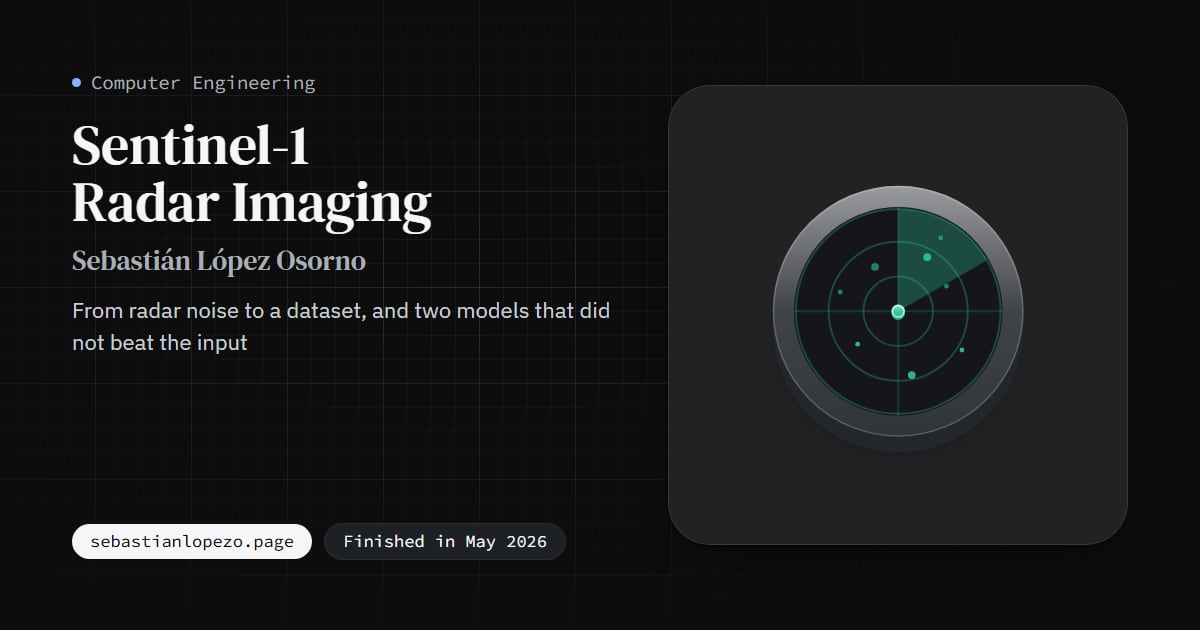 Computer Engineering
Sentinel-1
Radar Imaging
Sebastián López Osorno
From radar noise to a dataset, and two models that did
not beat the input
sebastianlopezo.page
Finished in May 2026